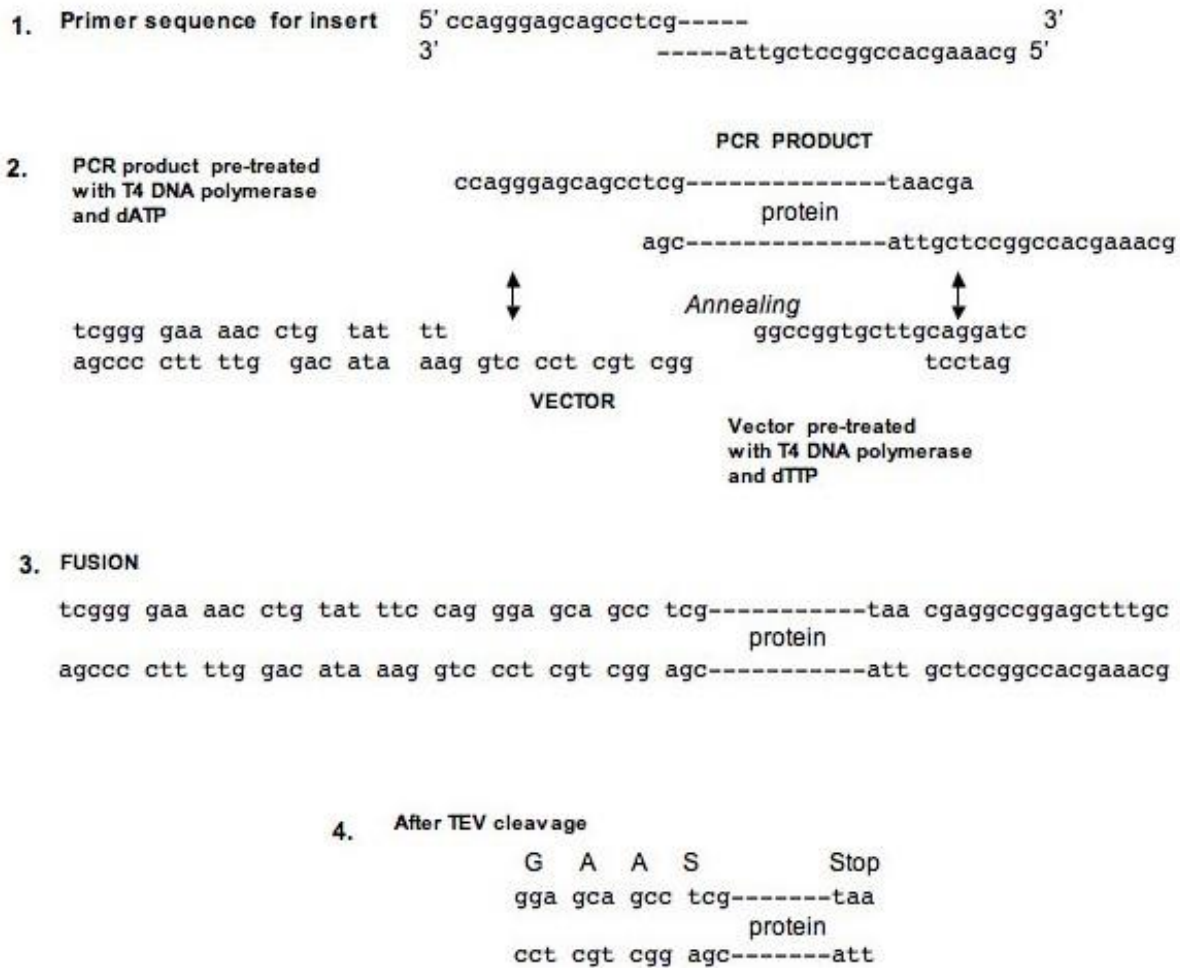 1. Primer sequence for insert 5' ccagggagcagcctcg----- 3'
3' -----attgctccggccacgaaacg 5'
PCR PRODUCT
2. PCR product pre-treated
with T4 DNA polymerase
and dATP
ccagggagcagcctcg--------------taacga
protein
agc--------------attgctccggccacgaaacg
Annealing
tcggg gaa aac ctg tat tt ggccggtgcttgcaggatc
agccc ctt ttg gac ata aag gtc cct cgt cgg tcctag
VECTOR
Vector pre-treated
with T4 DNA polymerase
and dTTP
3. FUSION
tcggg gaa aac ctg tat ttc cag gga gca gcc tcg-----------taa cgaggccggagctttgc
protein
agccc ctt ttg gac ata aag gtc cct cgt cgg agc-----------att gctccggccacgaaacg
4. After TEV cleavage
G A A S Stop
gga gca gcc tcg-------taa
protein
cct cgt cgg agc-------att